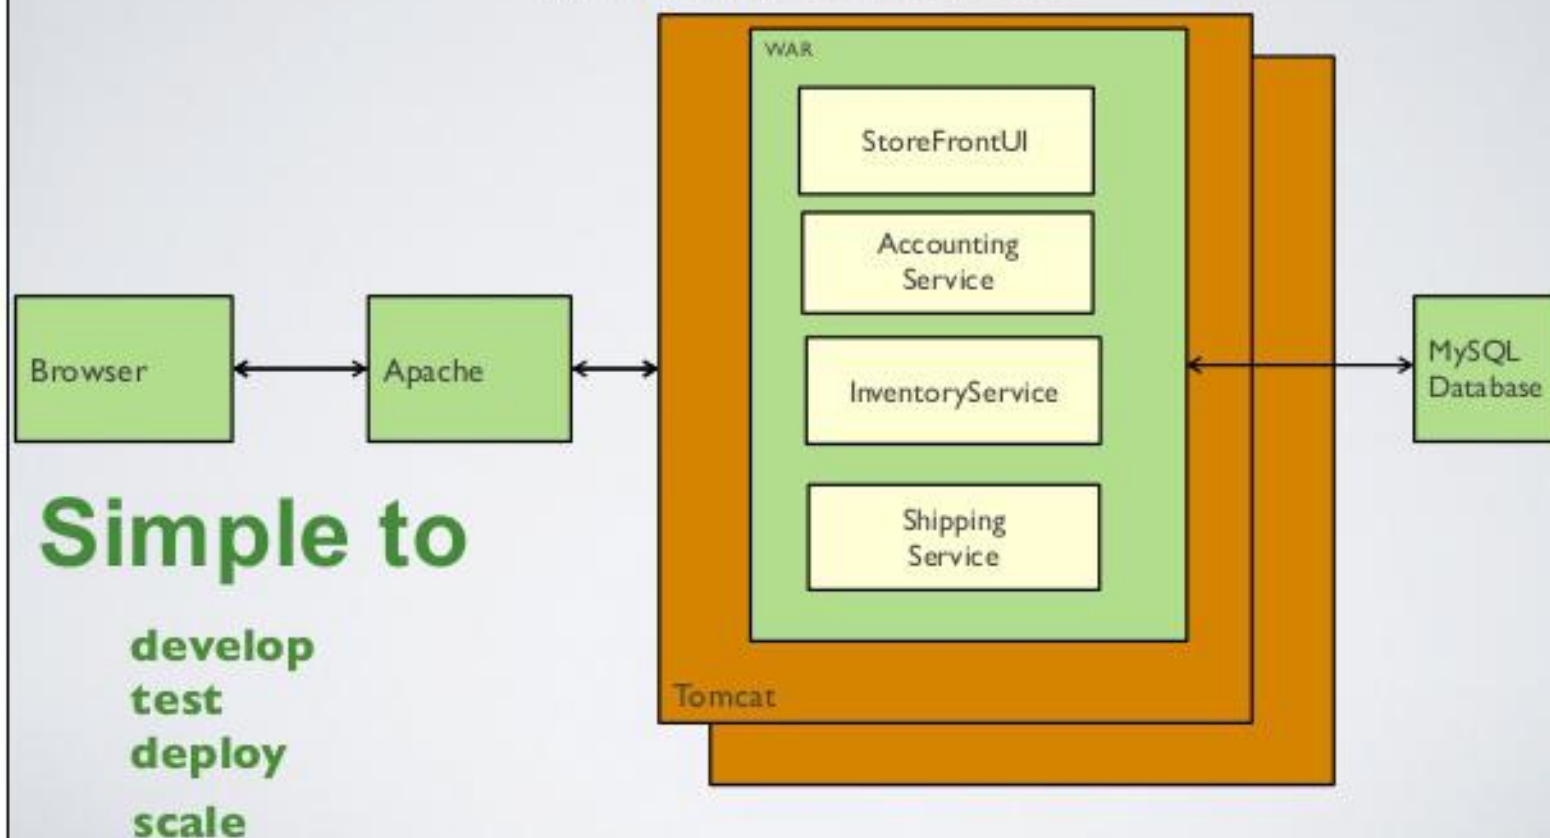 WAR
StoreFrontUI
Accounting
Service
InventoryService
Shipping
Service
Tomcat
Browser
Apache
MySQL
Database
Simple to
develop
test
deploy
scale